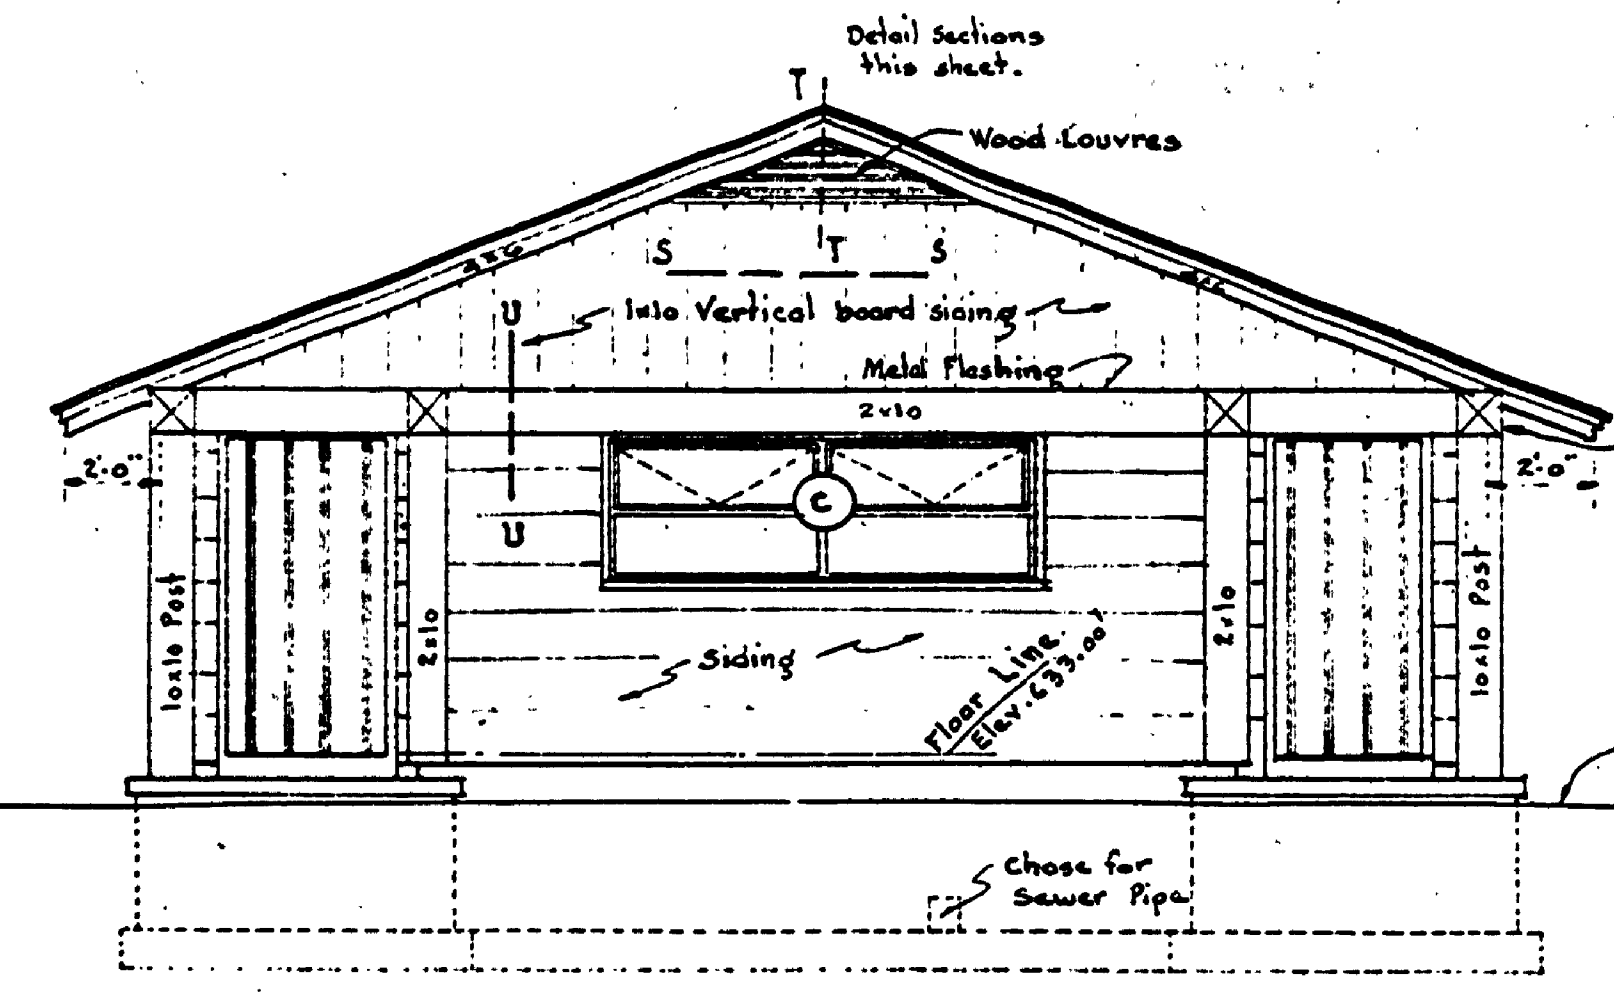 Detail Sections
this sheet.
T
Wood Louvres
S
T
S
4x6
U
1x10 Vertical board siding
Metal Flashing
2x10
2'-0"
2'-0"
C
U
10x10 Post
2x10
2x10
10x10 Post
Siding
Floor Line.
Elev. 633.00'
Chase for
Sewer Pipe